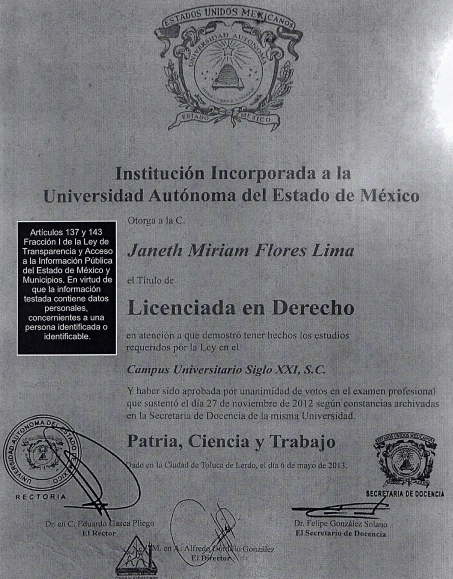 ESTADOS UNIDOS MEXICANOS
UNIVERSIDAD AUTONOMA
ESTADO MEXICO
Institución Incorporada a la
Universidad Autónoma del Estado de México
Otorga a la C.
Artículos 137 y 143
Fracción I de la Ley de
Transparencia y Acceso
a la Información Pública
del Estado de México y
Municipios. En virtud de
que la información
testada contiene datos
personales,
concernientes a una
persona identificada o
identificable.
Janeth Miriam Flores Lima
el Título de
Licenciada en Derecho
en atención a que demostró tener hechos los estudios
requeridos por la Ley en el
Campus Universitario Siglo XXI, S.C.
Y haber sido aprobada por unanimidad de votos en el examen profesional
que sustentó el día 27 de noviembre de 2012 según constancias archivadas
en la Secretaría de Docencia de la misma Universidad.
Patria, Ciencia y Trabajo
Dado en la Ciudad de Toluca de Lerdo, el día 6 de mayo de 2013.
UNIVERSIDAD AUTONOMA DEL ESTADO DE MEXICO
RECTORIA
ESTADOS UNIDOS MEXICANOS
SECRETARIA DE DOCENCIA
Dr. en C. Eduardo Gasca Pliego
El Rector
Dr. Felipe González Solano
El Secretario de Docencia
M. en A. Alfredo González
El Director